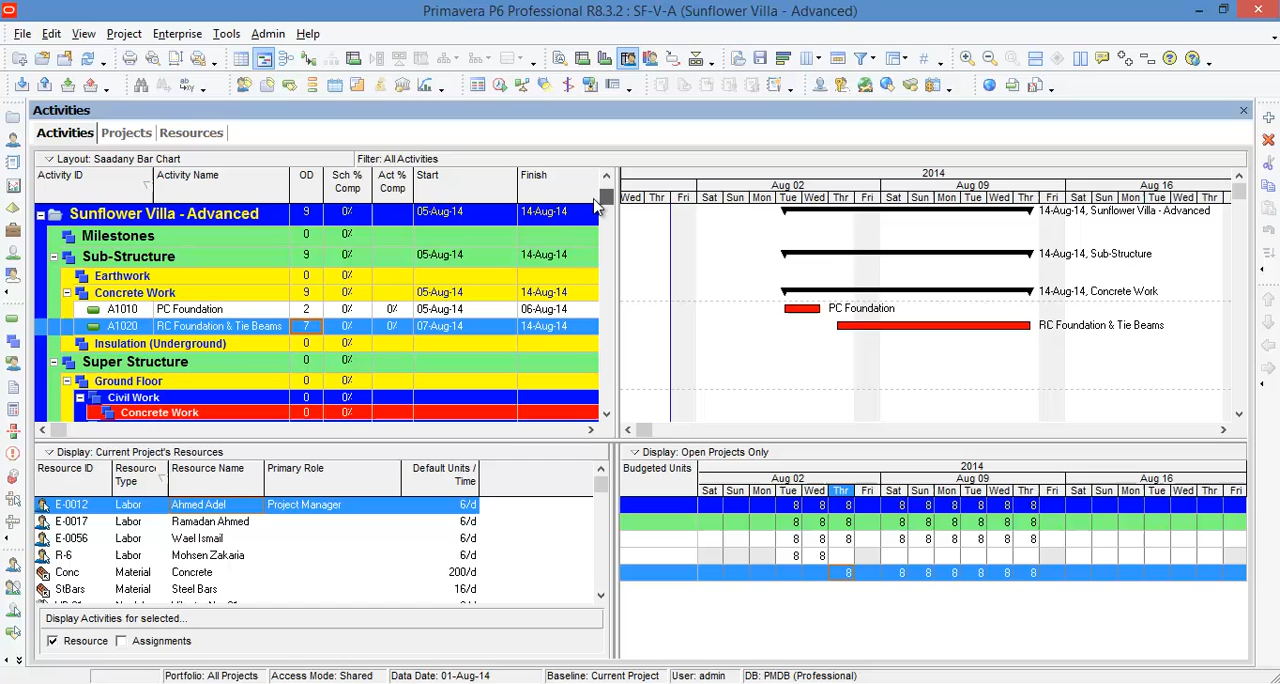 Primavera P6 Professional R8.3.2 : SF-V-A (Sunflower Villa - Advanced)
File Edit View Project Enterprise Tools Admin Help
Activities
Activities Projects Resources
Layout: Saadany Bar Chart Filter: All Activities
Activity ID Activity Name OD Sch % Comp Act % Comp Start Finish
2014
Aug 02 Aug 09 Aug 16
Wed Thr Fri Sat Sun Mon Tue Wed Thr Fri Sat Sun Mon Tue Wed Thr Fri Sat Sun Mon Tue Wed Thr
Sunflower Villa - Advanced 9 0% 05-Aug-14 14-Aug-14
14-Aug-14, Sunflower Villa - Advanced
Milestones 0 0%
Sub-Structure 9 0% 05-Aug-14 14-Aug-14
14-Aug-14, Sub-Structure
Earthwork 0 0%
Concrete Work 9 0% 05-Aug-14 14-Aug-14
14-Aug-14, Concrete Work
A1010 PC Foundation 2 0% 0% 05-Aug-14 06-Aug-14
PC Foundation
A1020 RC Foundation & Tie Beams 7 0% 0% 07-Aug-14 14-Aug-14
RC Foundation & Tie Beams
Insulation (Underground) 0 0%
Super Structure 0 0%
Ground Floor 0 0%
Civil Work 0 0%
Concrete Work 0 0%
Display: Current Project's Resources
Resource ID Resource Type Resource Name Primary Role Default Units / Time
E-0012 Labor Ahmed Adel Project Manager 6/d
E-0017 Labor Ramadan Ahmed 6/d
E-0056 Labor Wael Ismail 6/d
R-6 Labor Mohsen Zakaria 6/d
Conc Material Concrete 200/d
StBars Material Steel Bars 16/d
Display Activities for selected...
Resource Assignments
Display: Open Projects Only
Budgeted Units
2014
Aug 02 Aug 09 Aug 16
Sat Sun Mon Tue Wed Thr Fri Sat Sun Mon Tue Wed Thr Fri Sat Sun Mon Tue Wed Thr Fri
8 8 8 8 8 8 8 8 8
8 8 8 8 8 8 8 8 8
8 8 8 8 8 8 8 8 8
8 8
8 8 8 8 8 8 8
Portfolio: All Projects Access Mode: Shared Data Date: 01-Aug-14 Baseline: Current Project User: admin DB: PMDB (Professional)